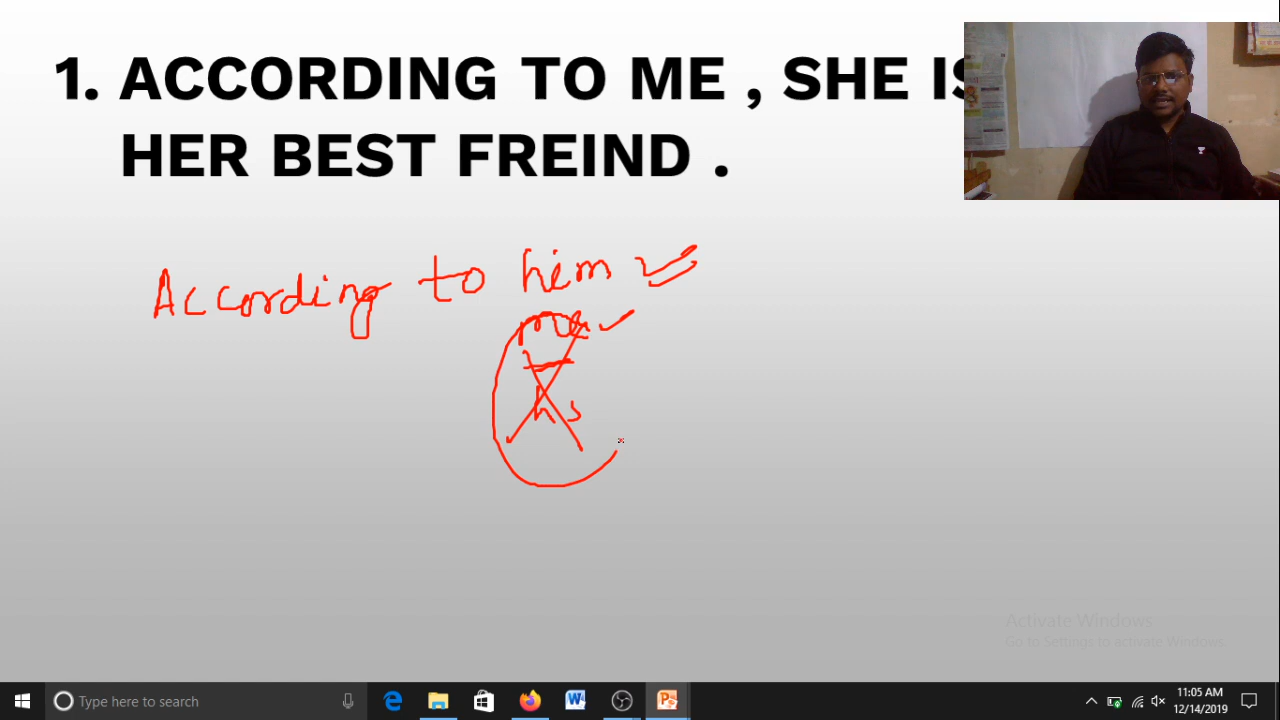 1. ACCORDING TO ME , SHE IS
HER BEST FREIND .
According to him
me
Activate Windows
Go to Settings to activate Windows.
Type here to search
11:05 AM
12/14/2019